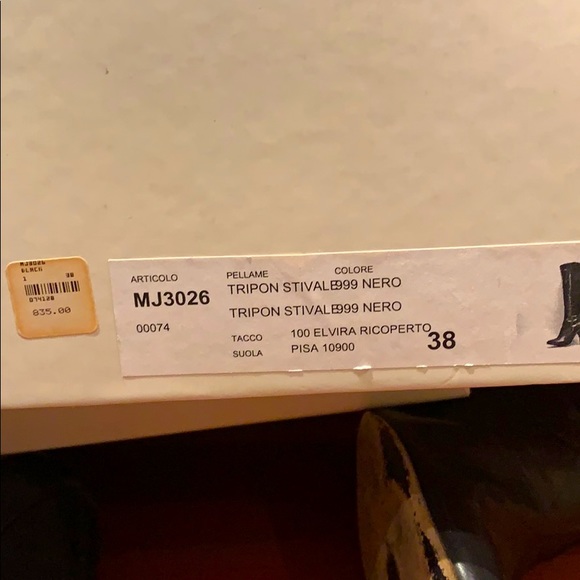 MJ3026
BLACK
1 38
074128
835.00
ARTICOLO PELLAME COLORE
MJ3026 TRIPON STIVALE 999 NERO
TRIPON STIVALE 999 NERO
00074 TACCO 100 ELVIRA RICOPERTO 38
SUOLA PISA 10900